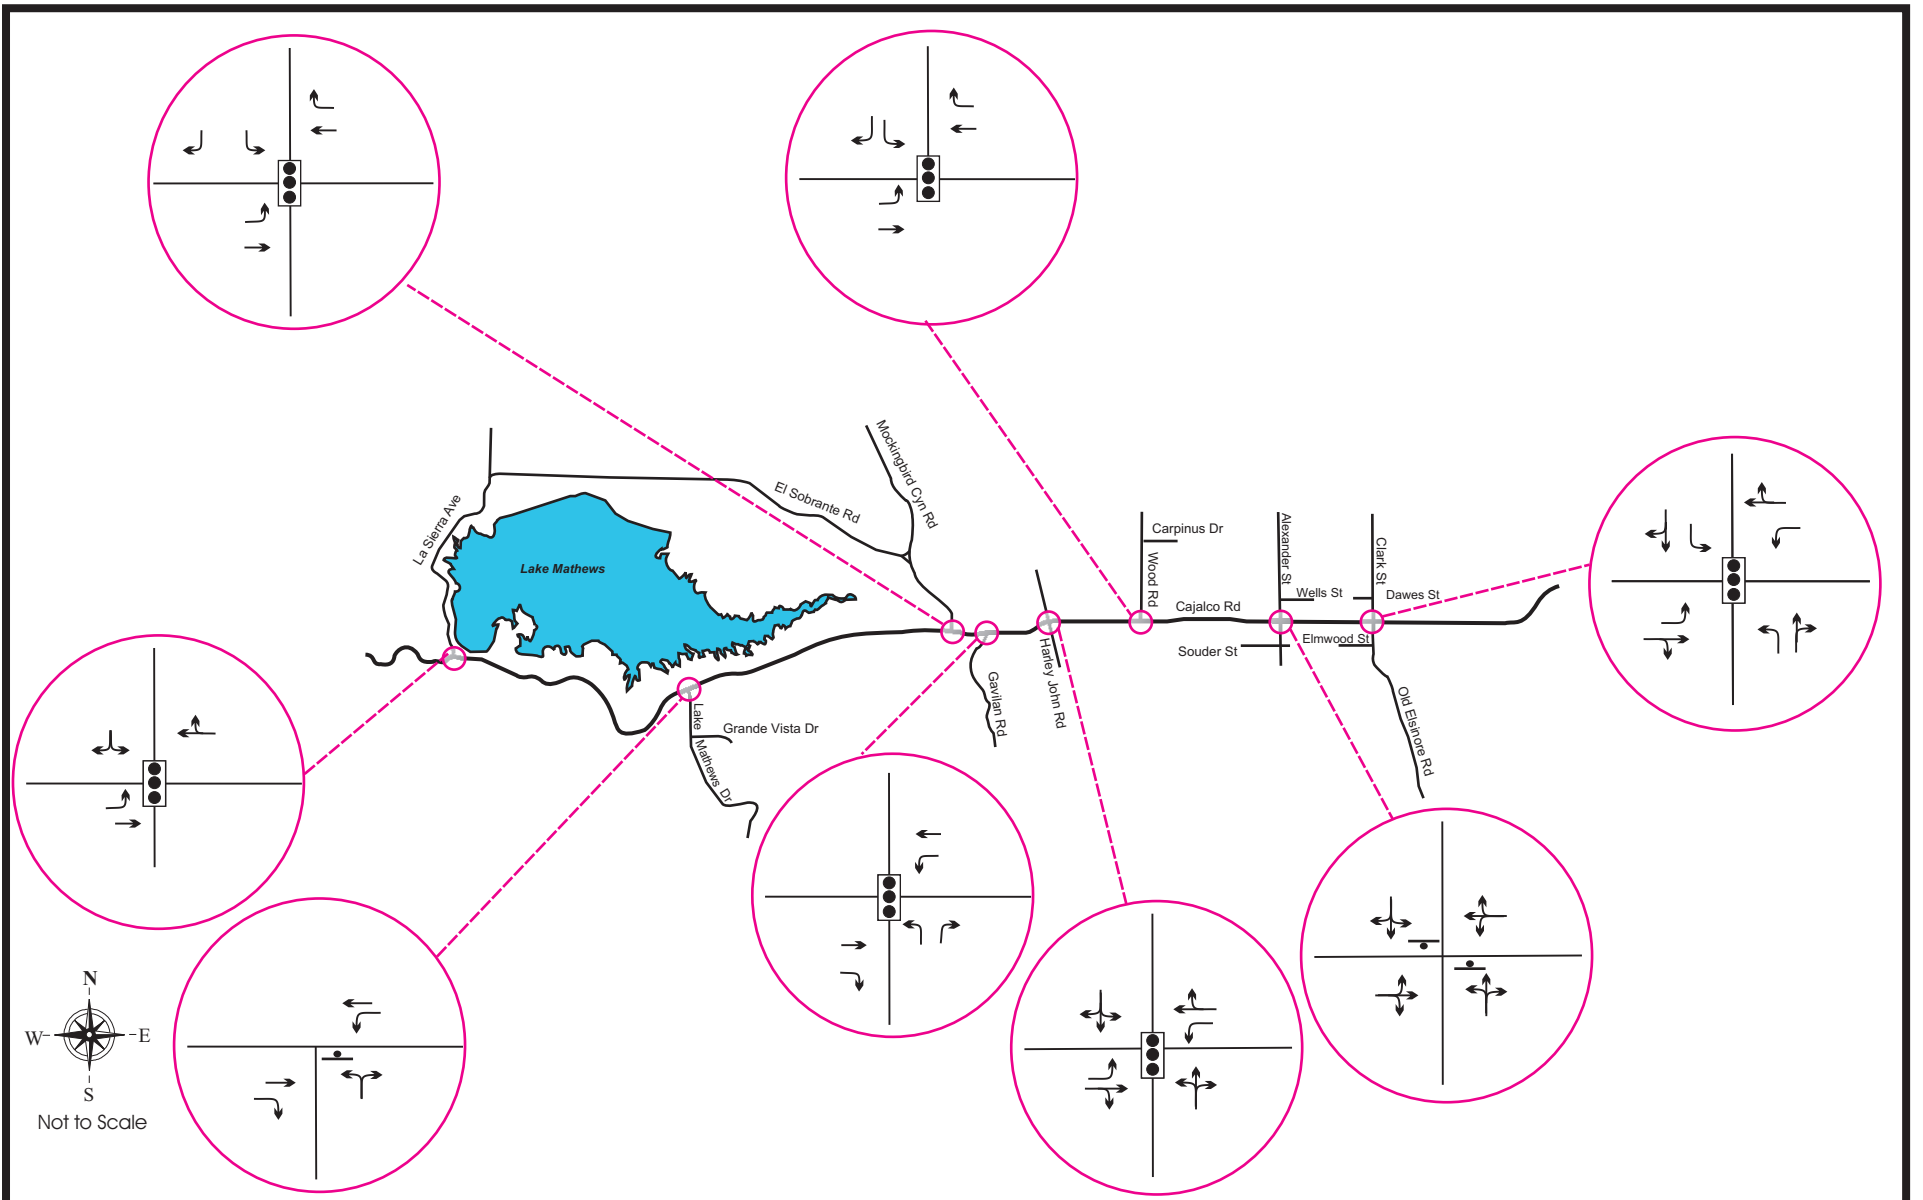 La Sierra Ave
Lake Mathews
El Sobrante Rd
Mockingbird Cyn Rd
Carpinus Dr
Wood Rd
Cajalco Rd
Alexander St
Wells St
Clark St
Dawes St
Elmwood St
Souder St
Harley John Rd
Gavilan Rd
Old Elsinore Rd
Lake Mathews Dr
Grande Vista Dr
N
W
E
S
Not to Scale